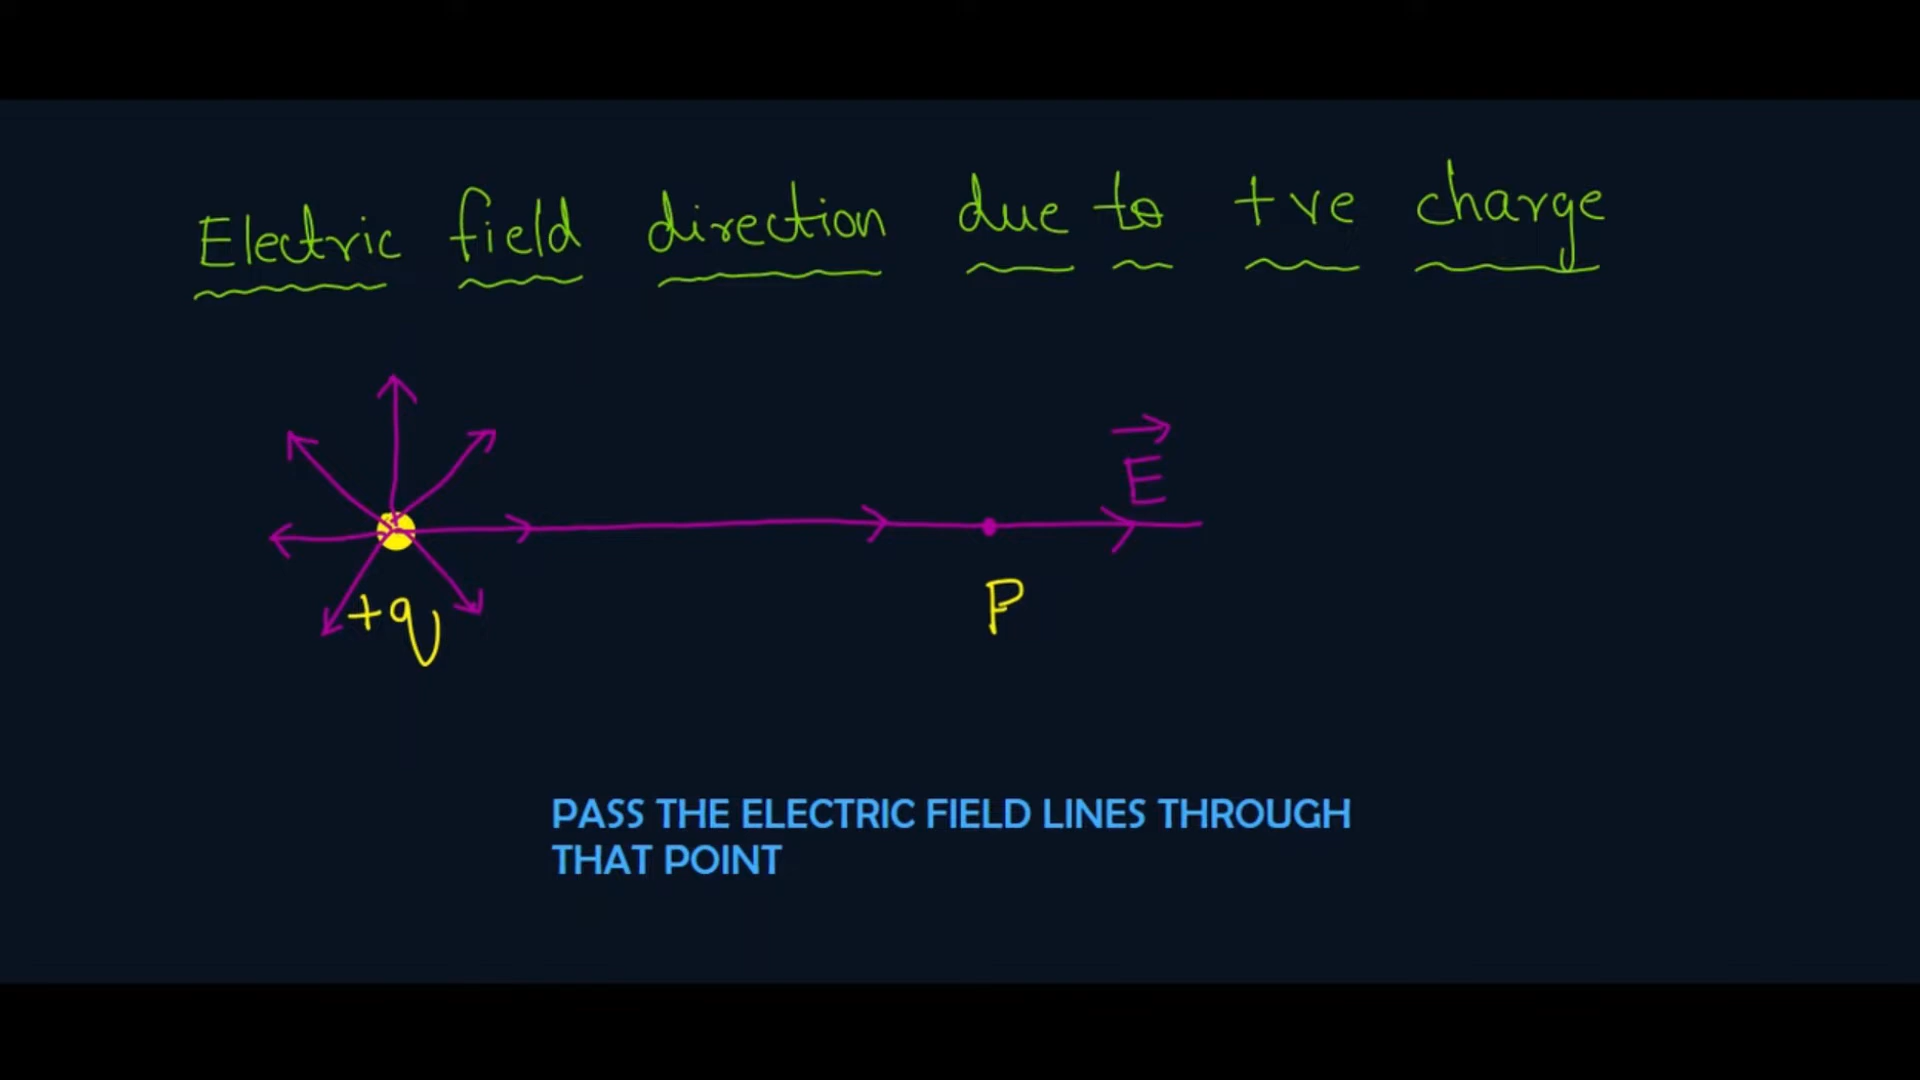 Electric field direction due to +ve charge
E
+q
P
PASS THE ELECTRIC FIELD LINES THROUGH
THAT POINT